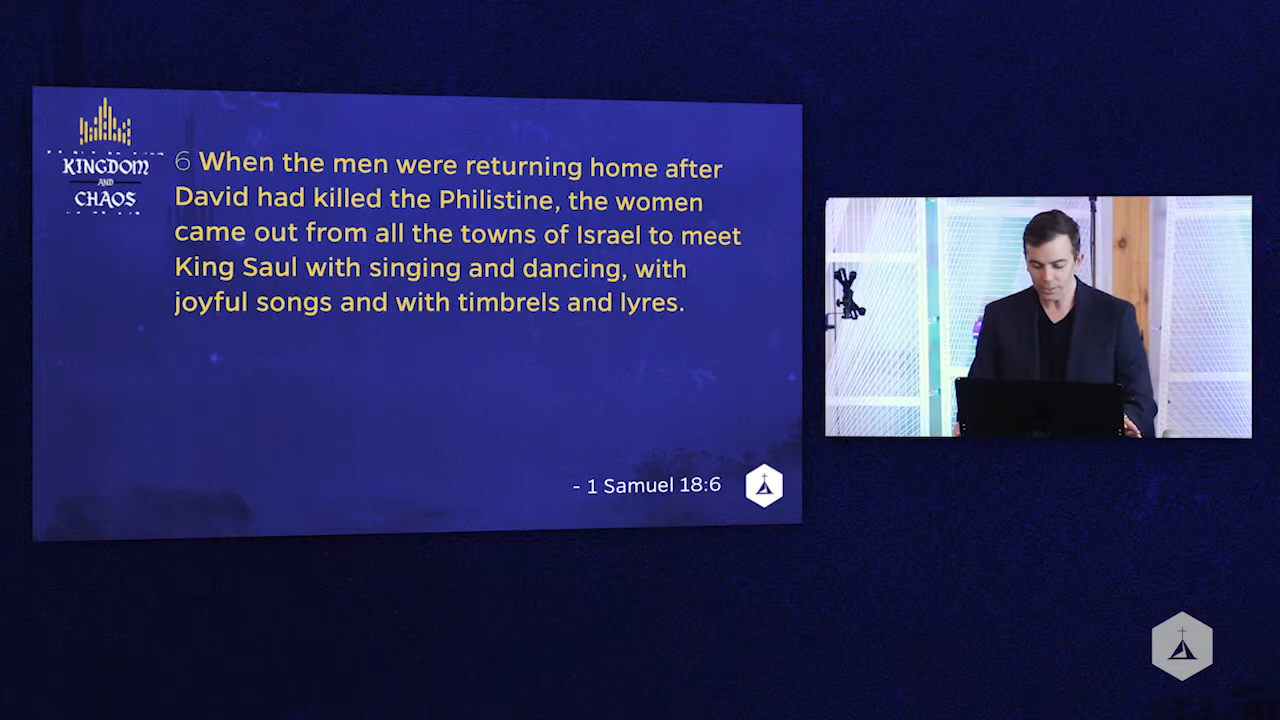 KINGDOM
AND
CHAOS
6 When the men were returning home after
David had killed the Philistine, the women
came out from all the towns of Israel to meet
King Saul with singing and dancing, with
joyful songs and with timbrels and lyres.
- 1 Samuel 18:6